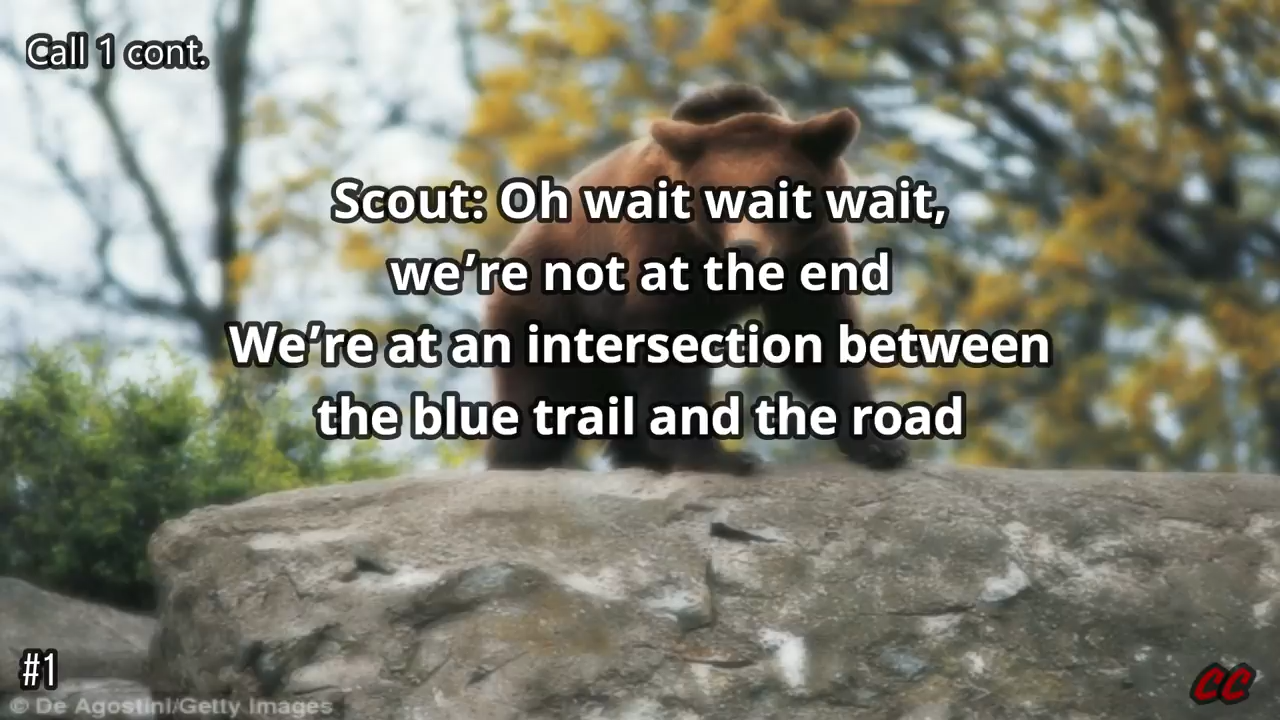 Call 1 cont.
Scout: Oh wait wait wait,
we’re not at the end
We’re at an intersection between
the blue trail and the road
#1
CC
© De Agostini/Getty Images